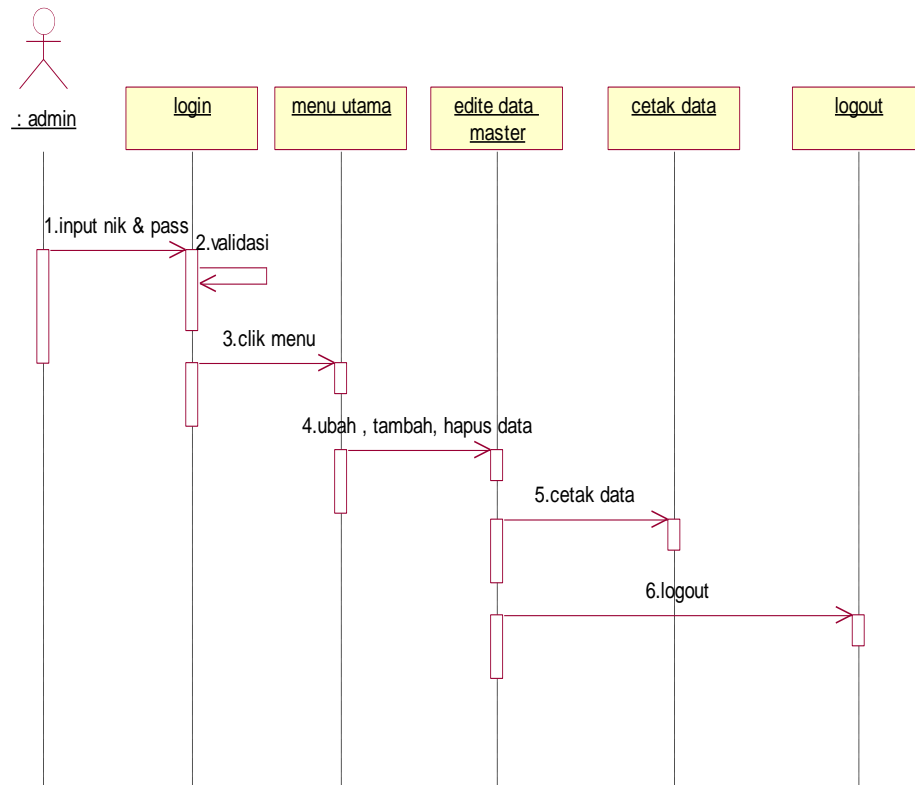 : admin
login
menu utama
edite data
master
cetak data
logout
1.input nik & pass
2.validasi
3.clik menu
4.ubah , tambah, hapus data
5.cetak data
6.logout